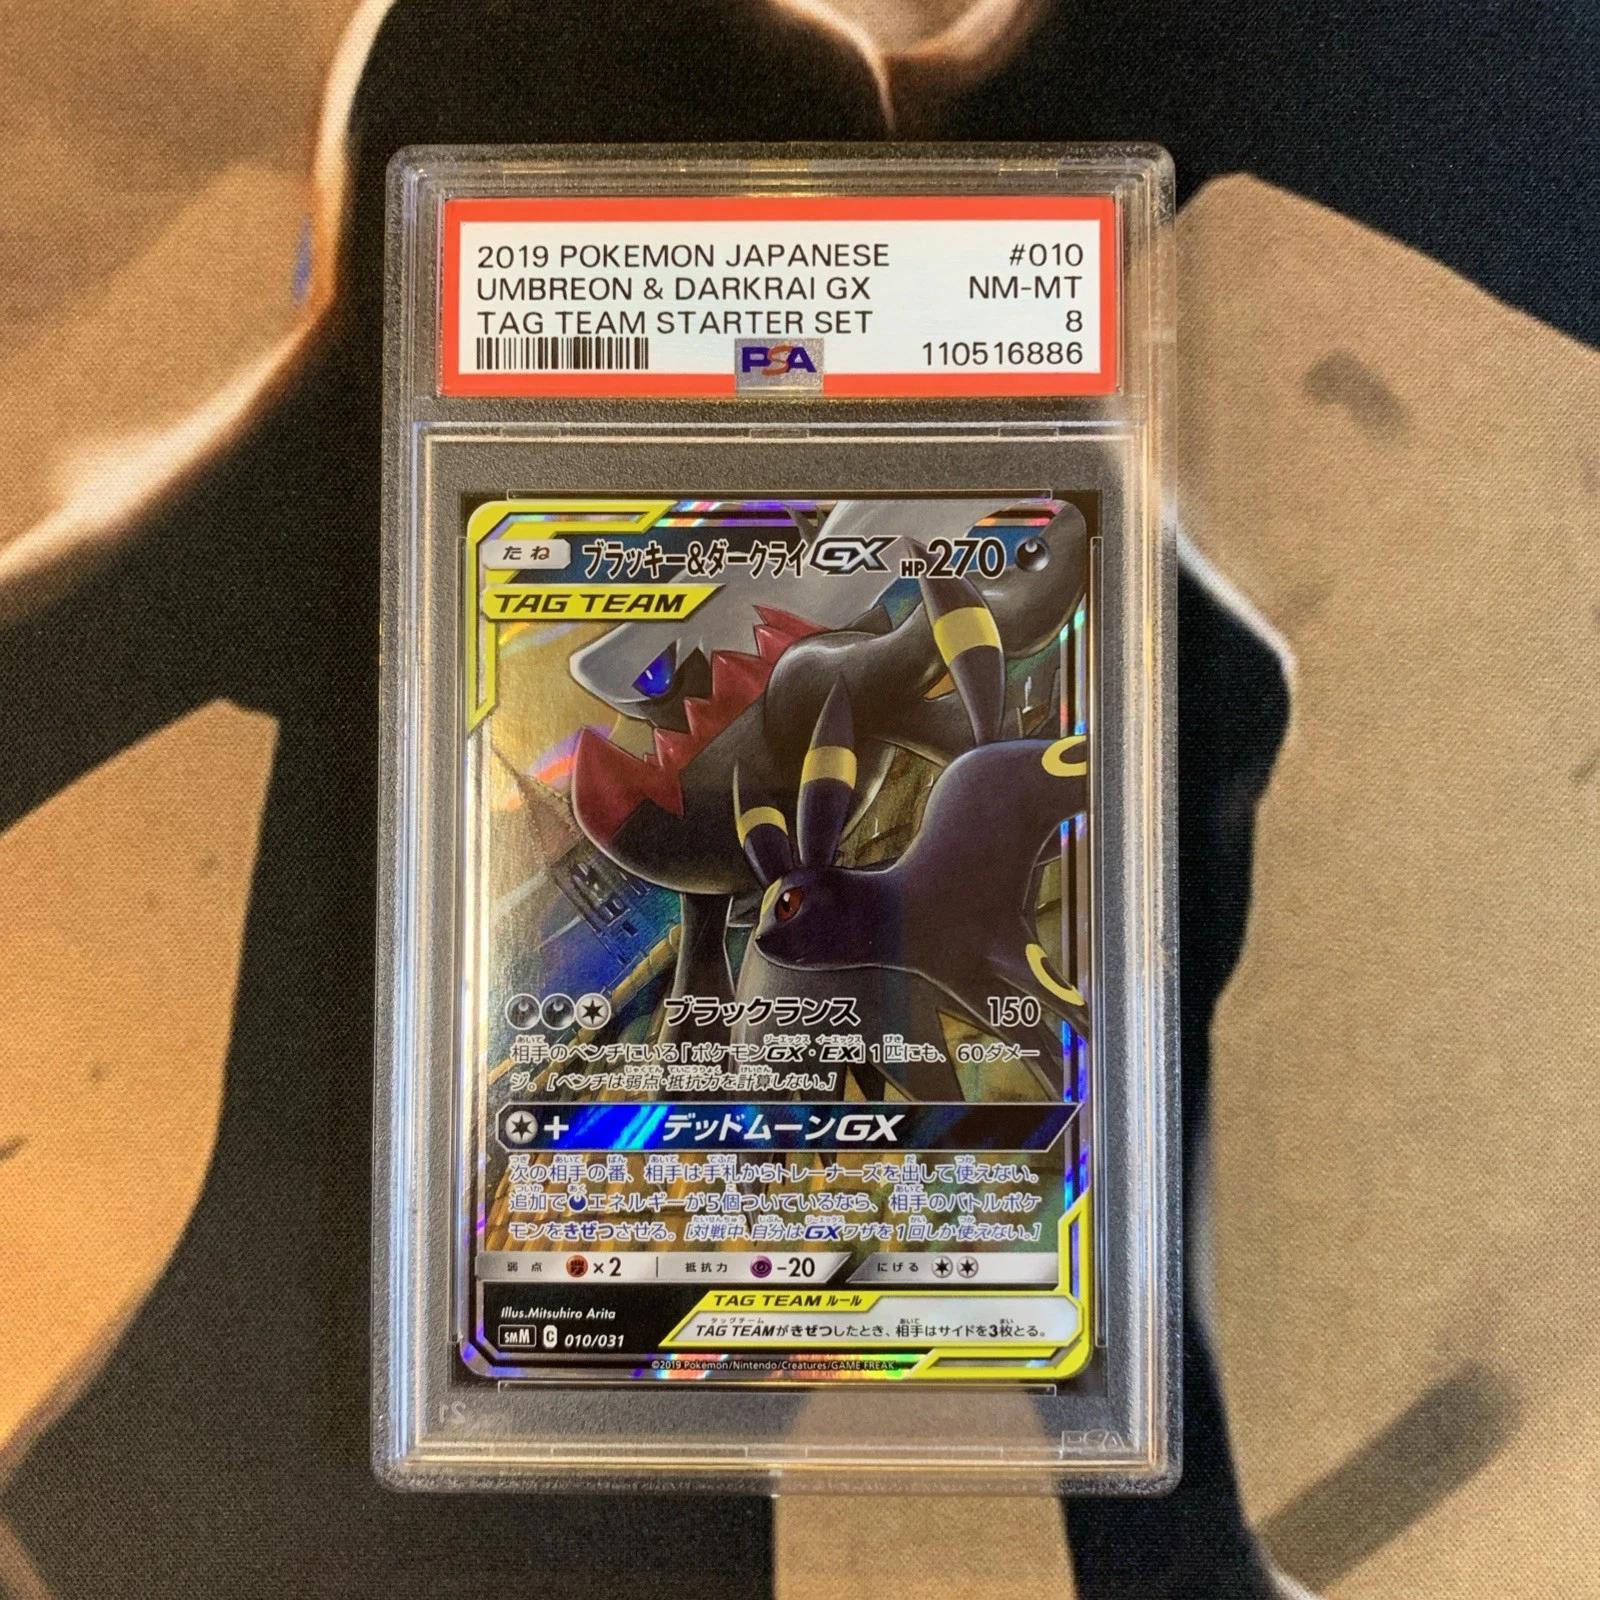 2019 POKEMON JAPANESE #010
UMBREON & DARKRAI GX NM-MT
TAG TEAM STARTER SET 8
PSA 110516886
たね ブラッキー&ダークライGX HP270
TAG TEAM
ブラックランス 150
相手のベンチにいる「ポケモンGX・EX」1匹にも、60ダメー
ジ。[ベンチは弱点・抵抗力を計算しない。]
+ デッドムーンGX
次の相手の番、相手は手札からトレーナーズを出して使えない。
追加でエネルギーが5個ついているなら、相手のバトルポケ
モンをきぜつさせる。[対戦中、自分はGXワザを1回しか使えない。]
弱点 ×2 抵抗力 -20 にげる
TAG TEAM ルール
Illus.Mitsuhiro Arita
TAG TEAMがきぜつしたとき、相手はサイドを3枚とる。
SMM C 010/031
©2019 Pokémon/Nintendo/Creatures/GAME FREAK.